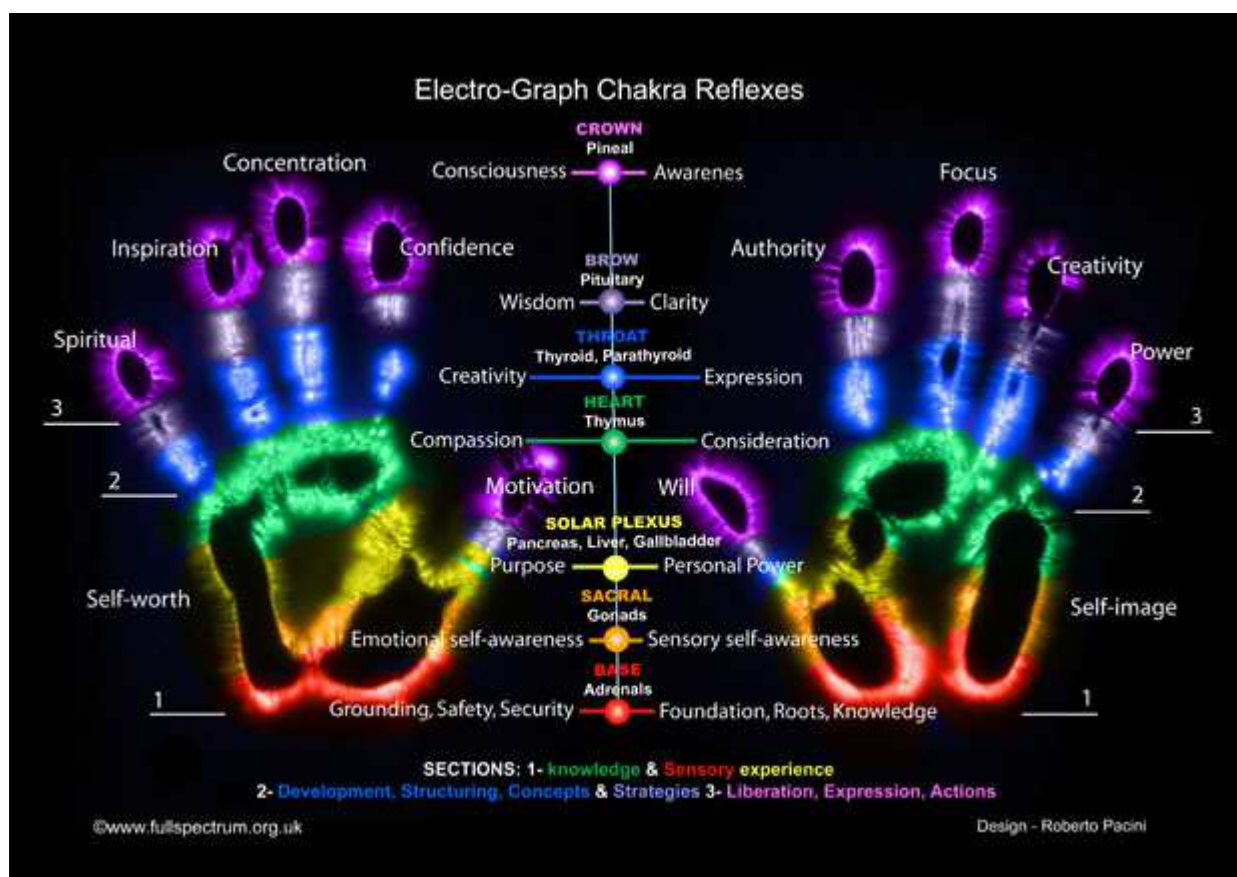 Electro-Graph Chakra Reflexes
CROWN
Pineal
Consciousness Awarenes
Concentration
Inspiration
Confidence
Spiritual
Focus
Authority
Creativity
Power
BROW
Pituitary
Wisdom Clarity
THROAT
Thyroid, Parathyroid
Creativity Expression
HEART
Thymus
Compassion Consideration
3
2
3
2
Motivation Will
SOLAR PLEXUS
Pancreas, Liver, Gallbladder
Purpose Personal Power
Self-worth
Self-image
SACRAL
Gonads
Emotional self-awareness Sensory self-awareness
BASE
Adrenals
Grounding, Safety, Security Foundation, Roots, Knowledge
1
1
SECTIONS: 1- knowledge & Sensory experience
2- Development, Structuring, Concepts & Strategies 3- Liberation, Expression, Actions
©www.fullspectrum.org.uk
Design - Roberto Pacini